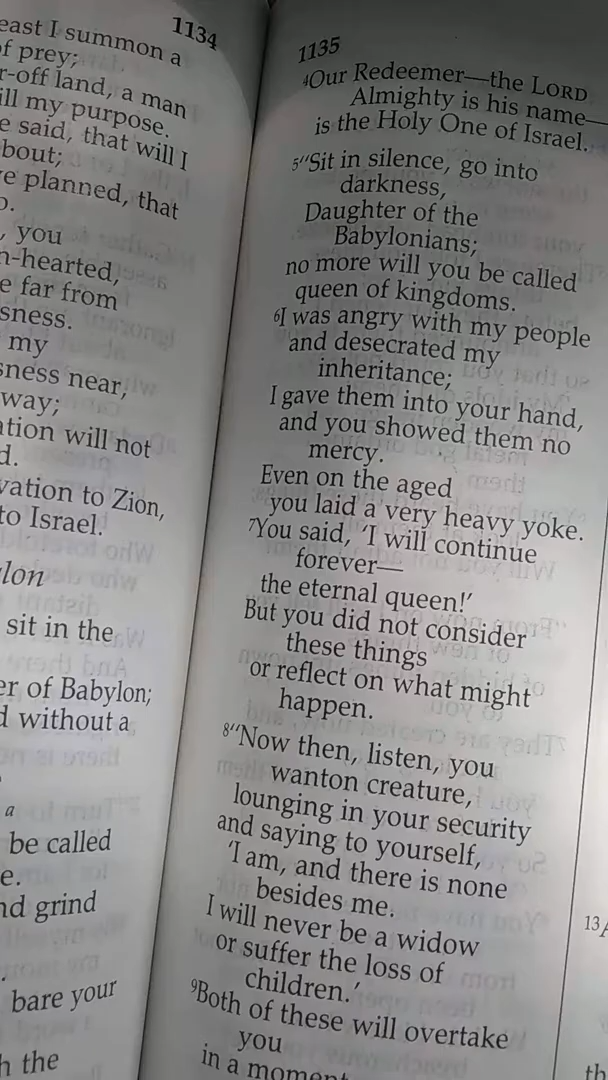 1134
east I summon a
of prey;
r-off land, a man
ill my purpose.
e said, that will I
bout;
ve planned, that
o.
, you
n-hearted,
e far from
sness.
my
sness near,
way;
ation will not
d.
vation to Zion,
to Israel.
lon
sit in the
er of Babylon;
d without a
a
be called
e.
nd grind
.
bare your
h the
1135
4Our Redeemer—the LORD
Almighty is his name—
is the Holy One of Israel.
5“Sit in silence, go into
darkness,
Daughter of the
Babylonians;
no more will you be called
queen of kingdoms.
6I was angry with my people
and desecrated my
inheritance;
I gave them into your hand,
and you showed them no
mercy.
Even on the aged
you laid a very heavy yoke.
7You said, ‘I will continue
forever—
the eternal queen!’
But you did not consider
these things
or reflect on what might
happen.
8“Now then, listen, you
wanton creature,
lounging in your security
and saying to yourself,
‘I am, and there is none
besides me.
I will never be a widow
or suffer the loss of
children.’
9Both of these will overtake
you
in a moment
13
th